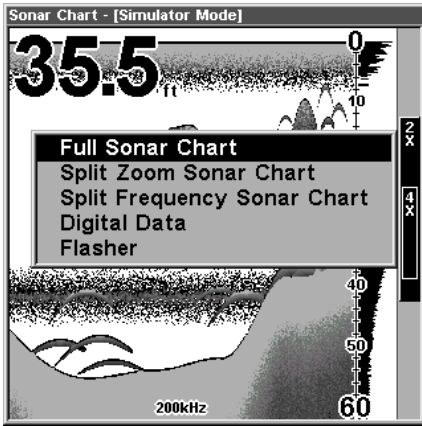 Sonar Chart - [Simulator Mode]
35.5 ft
0
10
2x
Full Sonar Chart
Split Zoom Sonar Chart
Split Frequency Sonar Chart
Digital Data
Flasher
4x
40
50
200kHz
60